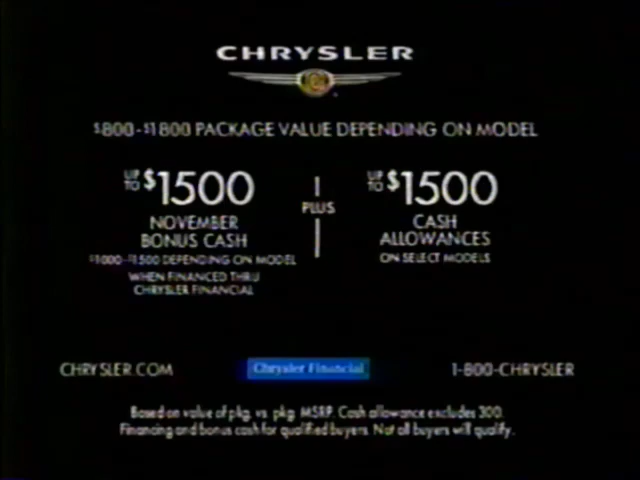 CHRYSLER
$800-$1800 PACKAGE VALUE DEPENDING ON MODEL
UP TO $1500
NOVEMBER
BONUS CASH
$1000-$1500 DEPENDING ON MODEL
WHEN FINANCED THRU
CHRYSLER FINANCIAL
PLUS
UP TO $1500
CASH
ALLOWANCES
ON SELECT MODELS
CHRYSLER.COM
Chrysler Financial
1-800-CHRYSLER
Based on value of pkg. vs. pkg. MSRP. Cash allowance excludes 300.
Financing and bonus cash for qualified buyers. Not all buyers will qualify.